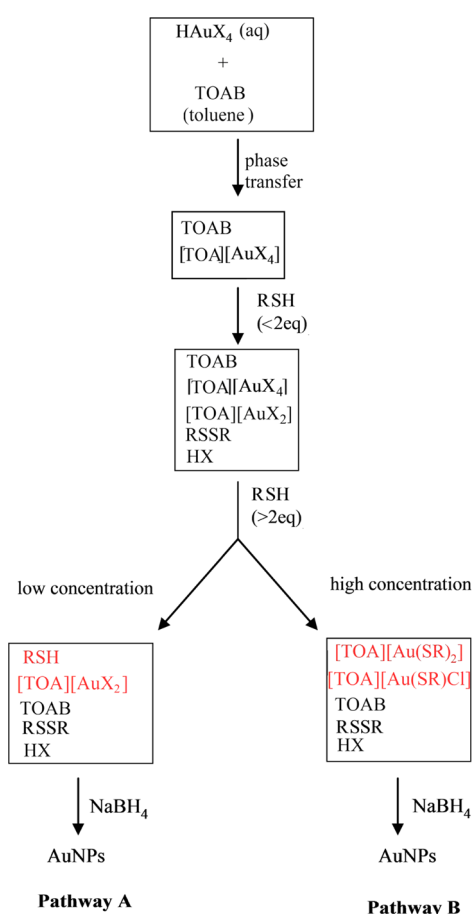 HAuX₄ (aq)
+
TOAB
(toluene)
phase
transfer
TOAB
[TOA][AuX₄]
RSH
(<2eq)
TOAB
[TOA][AuX₄]
[TOA][AuX₂]
RSSR
HX
RSH
(>2eq)
low concentration
high concentration
RSH
[TOA][AuX₂]
TOAB
RSSR
HX
[TOA][Au(SR)₂]
[TOA][Au(SR)Cl]
TOAB
RSSR
HX
NaBH₄
NaBH₄
AuNPs
AuNPs
Pathway A
Pathway B